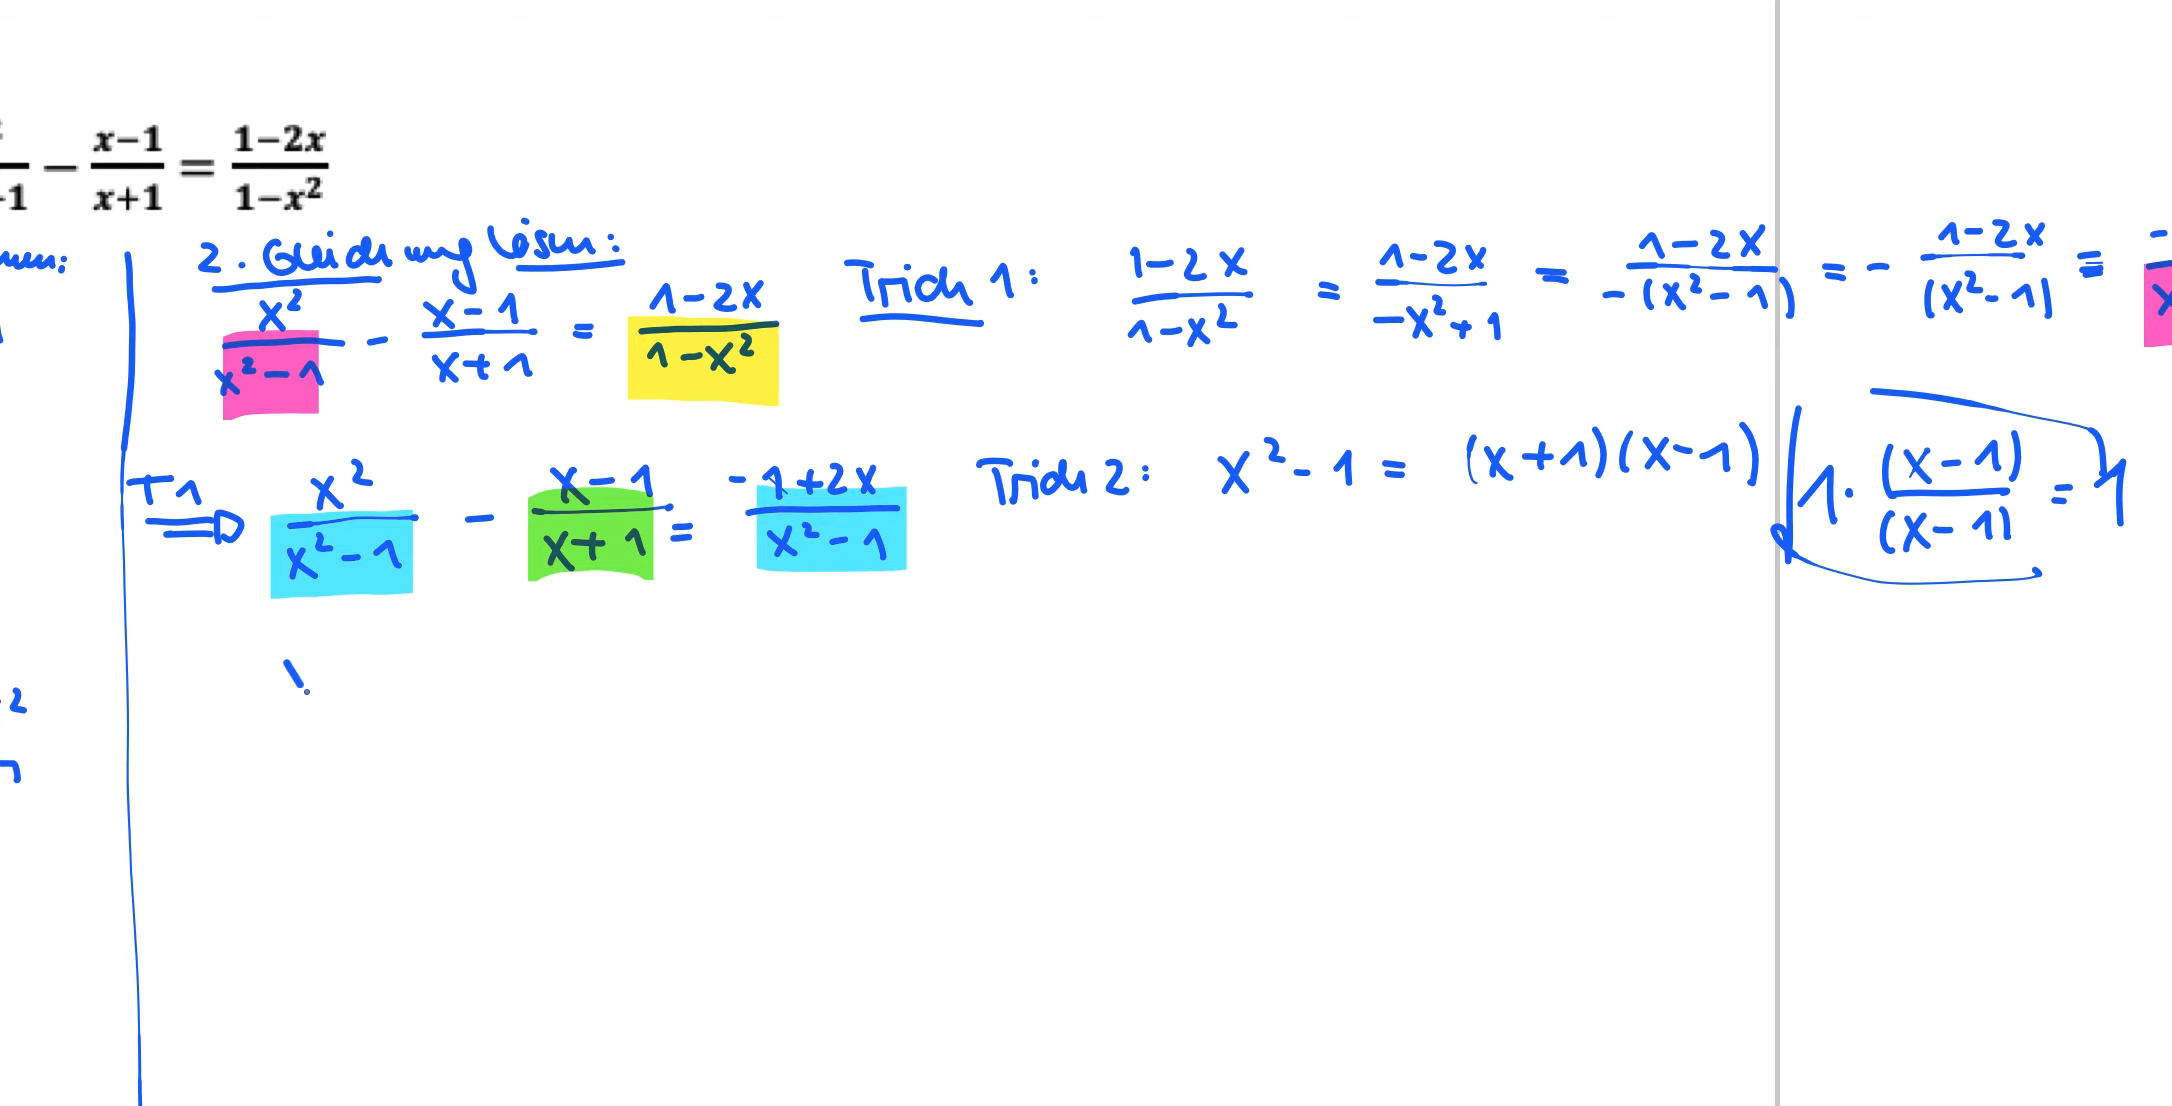 -1 − x−1/x+1 = 1−2x/1−x²
2. Gleichung lösen:
x²/x²−1 − x−1/x+1 = 1−2x/1−x²
Trick 1: 1−2x/1−x² = 1−2x/−x²+1 = 1−2x/−(x²−1) = − 1−2x/(x²−1) =
T1 ⇒ x²/x²−1 − x−1/x+1 = −1+2x/x²−1
Trick 2: x²−1 = (x+1)(x−1) | 1· (x−1)/(x−1) = 1
2